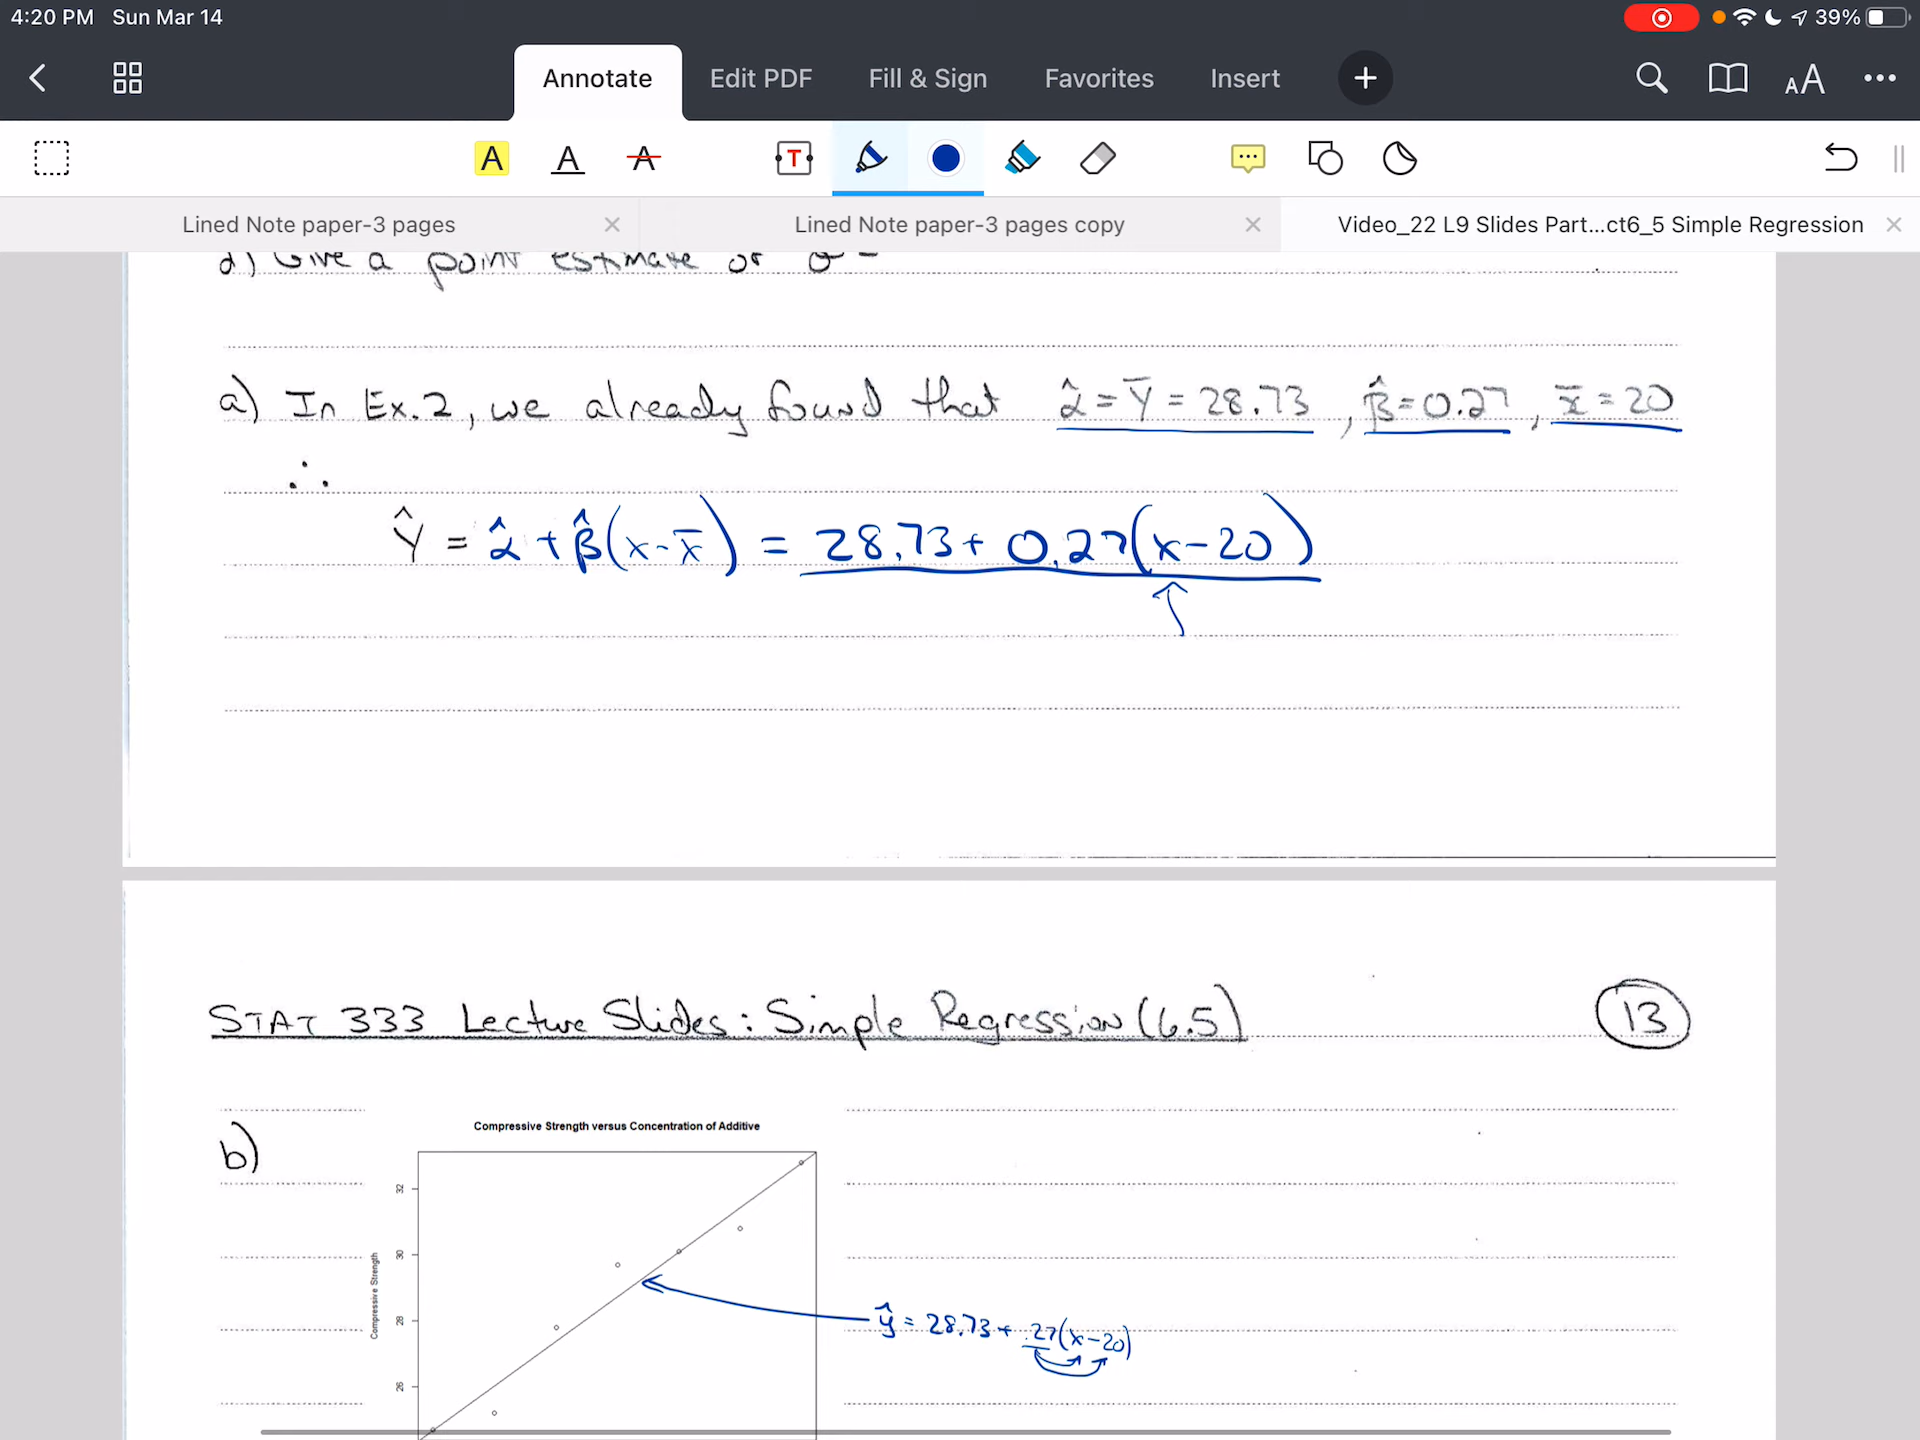 4:20 PM Sun Mar 14 39%
Annotate Edit PDF Fill & Sign Favorites Insert + AA
A A A T
Lined Note paper-3 pages Lined Note paper-3 pages copy Video_22 L9 Slides Part...ct6_5 Simple Regression
d) Give a point estimate of σ²
a) In Ex.2, we already found that α̂ = Ȳ = 28.73, β̂ = 0.27, x̄ = 20
∴
Ŷ = α̂ + β̂(x-x̄) = 28.73 + 0.27(x-20)
STAT 333 Lecture Slides: Simple Regression (6.5) 13
b)
Compressive Strength versus Concentration of Additive
32
30
28
26
Compressive Strength
ŷ = 28.73 + .27(x-20)